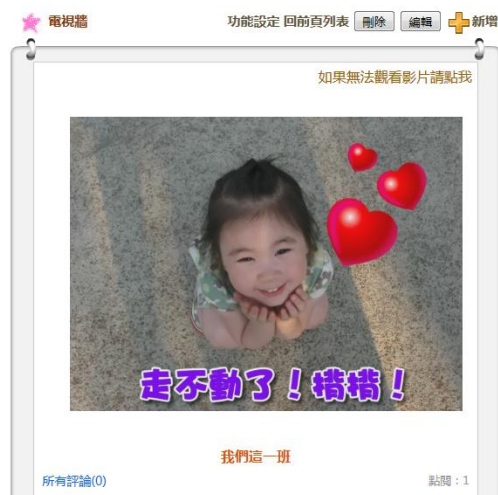 電視牆
功能設定 回前頁列表 刪除 編輯 新增
如果無法觀看影片請點我
走不動了！揹揹！
我們這一班
所有評論(0)
點閱：1